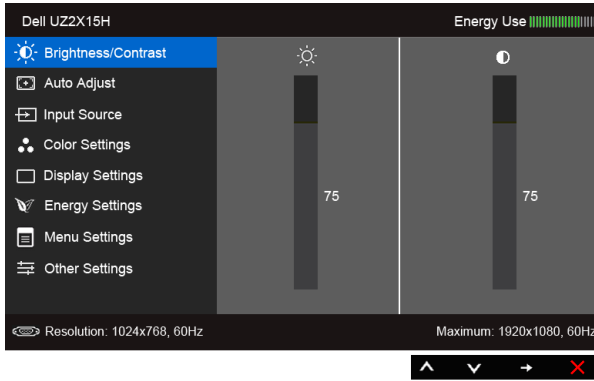 Dell UZ2X15H
Energy Use
Brightness/Contrast
Auto Adjust
Input Source
Color Settings
Display Settings
Energy Settings
Menu Settings
Other Settings
75
75
Resolution: 1024x768, 60Hz
Maximum: 1920x1080, 60Hz